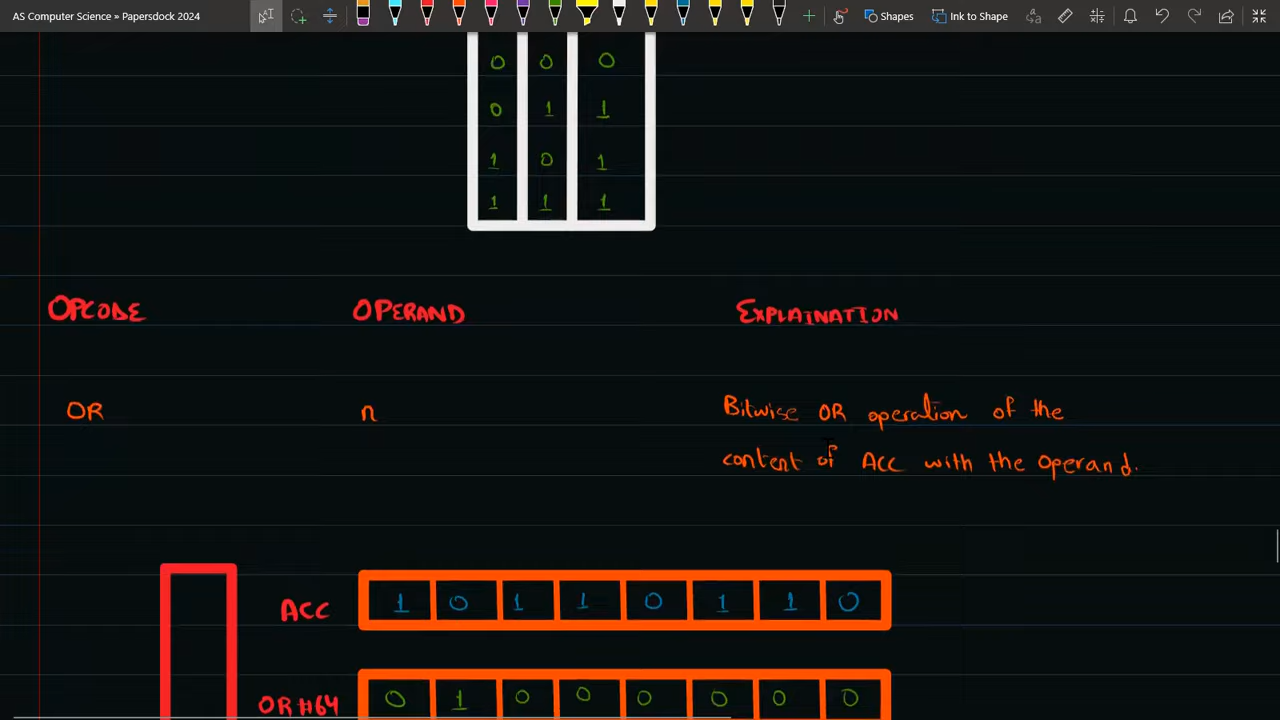 AS Computer Science » Papersdock 2024
Shapes
Ink to Shape
0 0 0
0 1 1
1 0 1
1 1 1
OPCODE OPERAND EXPLAINATION
OR n Bitwise OR operation of the
content of ACC with the operand.
ACC 1 0 1 1 0 1 1 0
OR #64 0 1 0 0 0 0 0 0